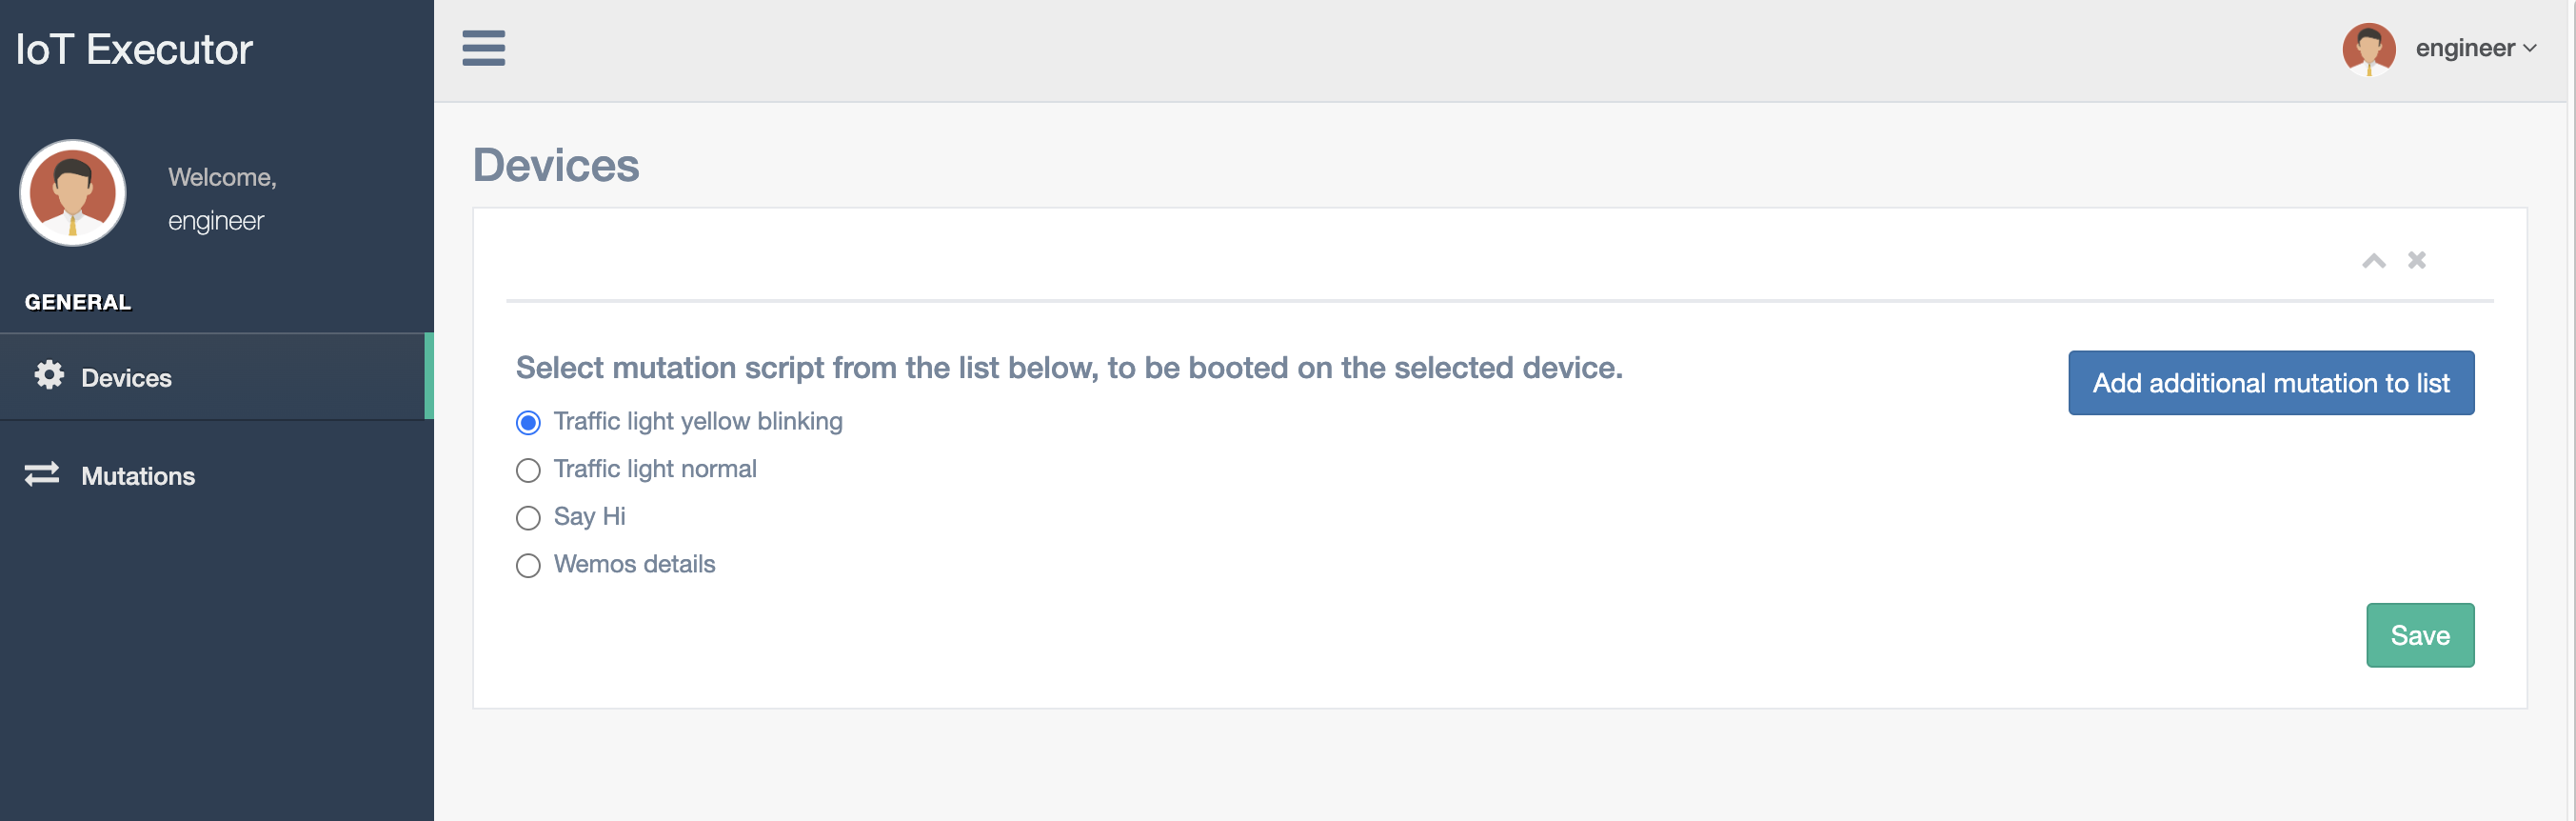 IoT Executor
engineer
Welcome,
engineer
GENERAL
Devices
Mutations
Devices
Select mutation script from the list below, to be booted on the selected device.
Add additional mutation to list
Traffic light yellow blinking
Traffic light normal
Say Hi
Wemos details
Save